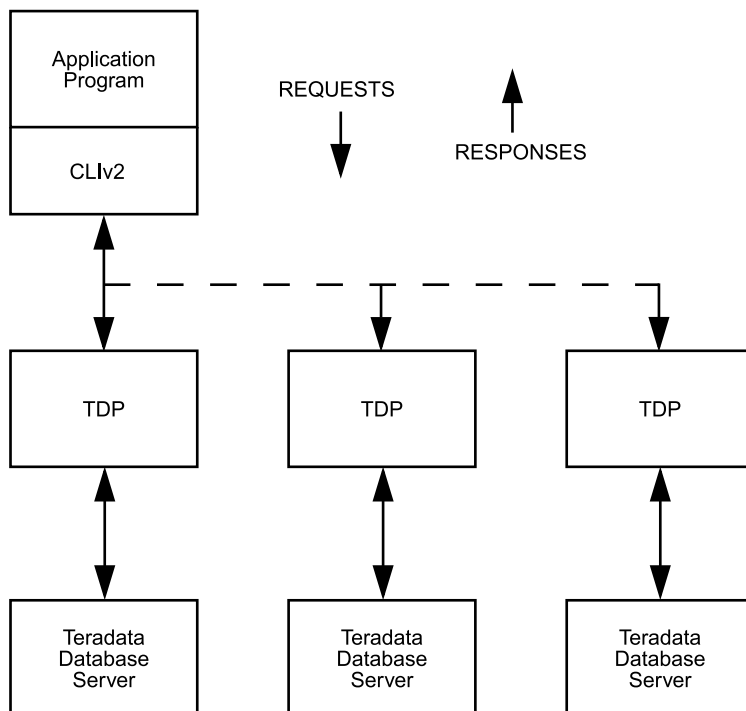 Application
Program
CLIv2
REQUESTS
RESPONSES
TDP
TDP
TDP
Teradata
Database
Server
Teradata
Database
Server
Teradata
Database
Server